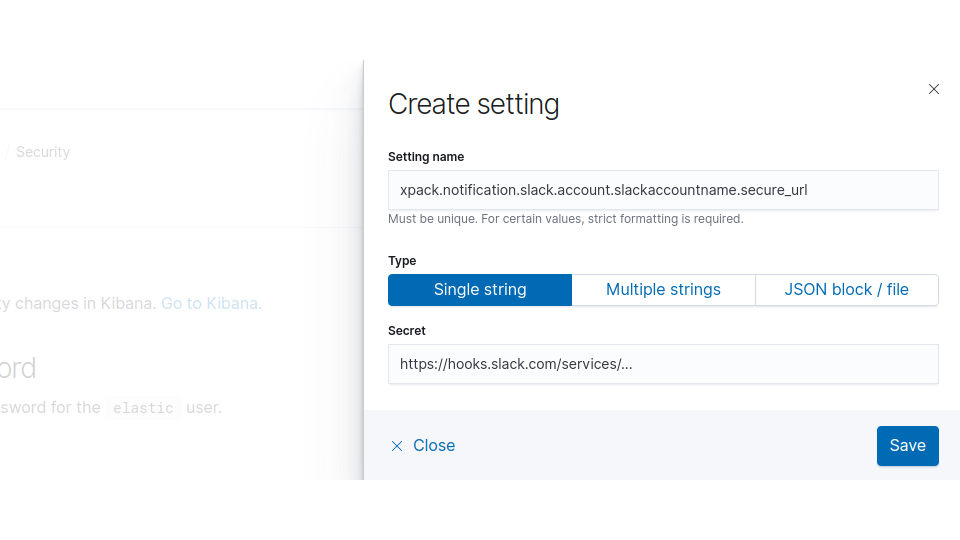 Create setting
Setting name
xpack.notification.slack.account.slackaccountname.secure_url
Must be unique. For certain values, strict formatting is required.
Type
Single string
Multiple strings
JSON block / file
Secret
https://hooks.slack.com/services/...
Close
Save
/ Security
y changes in Kibana. Go to Kibana.
ord
sword for the elastic user.